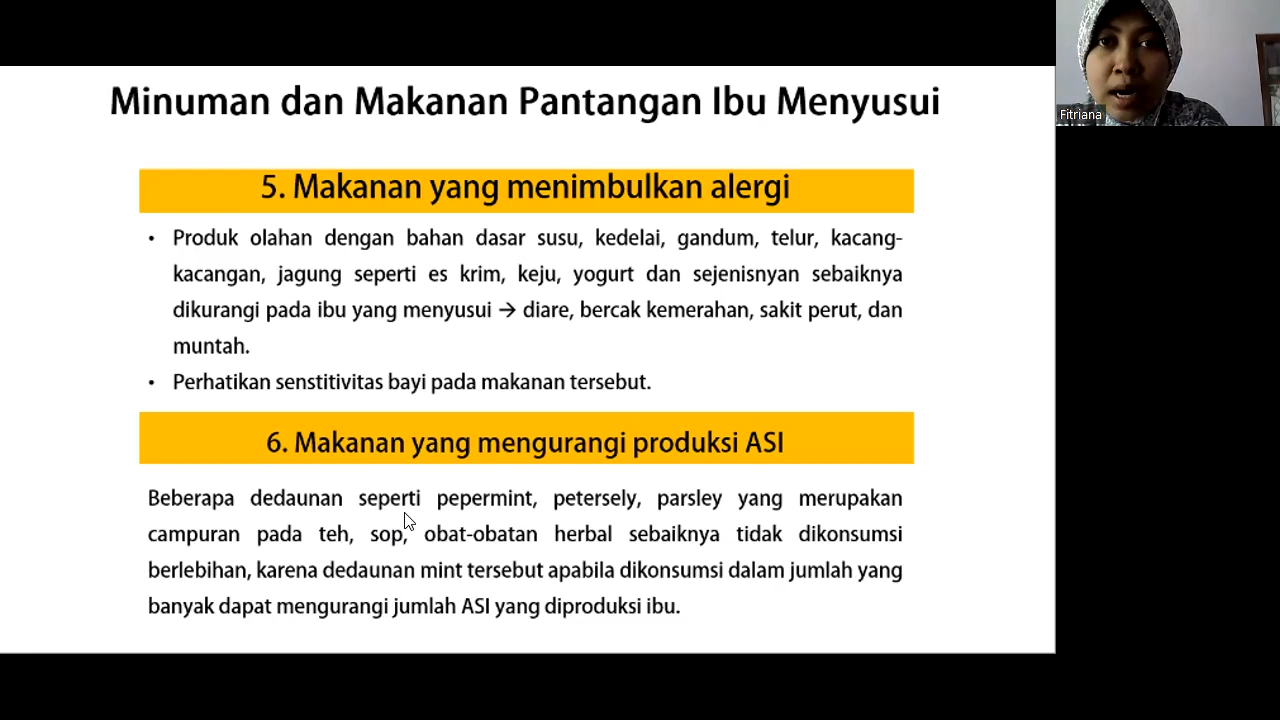 Minuman dan Makanan Pantangan Ibu Menyusui
Fitriana
5. Makanan yang menimbulkan alergi
• Produk olahan dengan bahan dasar susu, kedelai, gandum, telur, kacang-
kacangan, jagung seperti es krim, keju, yogurt dan sejenisnyan sebaiknya
dikurangi pada ibu yang menyusui → diare, bercak kemerahan, sakit perut, dan
muntah.
• Perhatikan senstitivitas bayi pada makanan tersebut.
6. Makanan yang mengurangi produksi ASI
Beberapa dedaunan seperti pepermint, petersely, parsley yang merupakan
campuran pada teh, sop, obat-obatan herbal sebaiknya tidak dikonsumsi
berlebihan, karena dedaunan mint tersebut apabila dikonsumsi dalam jumlah yang
banyak dapat mengurangi jumlah ASI yang diproduksi ibu.